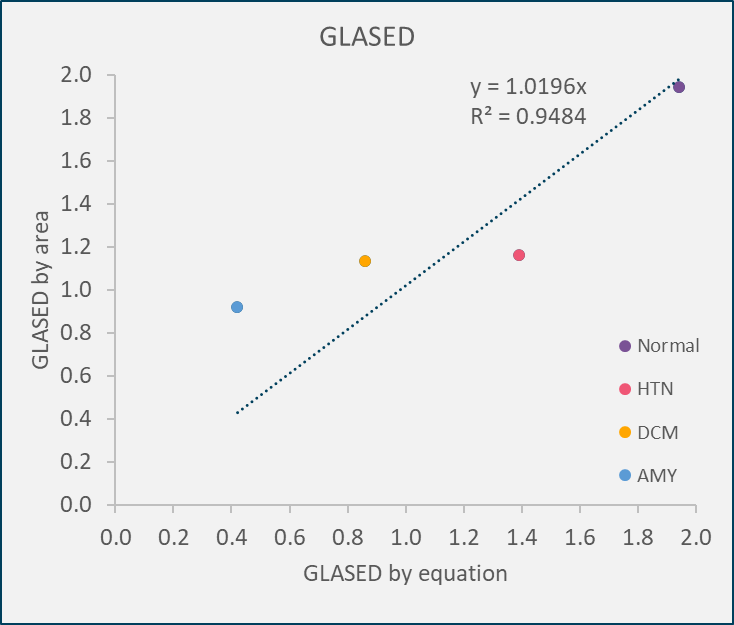 GLASED
y = 1.0196x
R² = 0.9484
2.0
1.8
1.6
1.4
1.2
1.0
0.8
0.6
0.4
0.2
0.0
GLASED by area
Normal
HTN
DCM
AMY
0.0 0.2 0.4 0.6 0.8 1.0 1.2 1.4 1.6 1.8 2.0
GLASED by equation